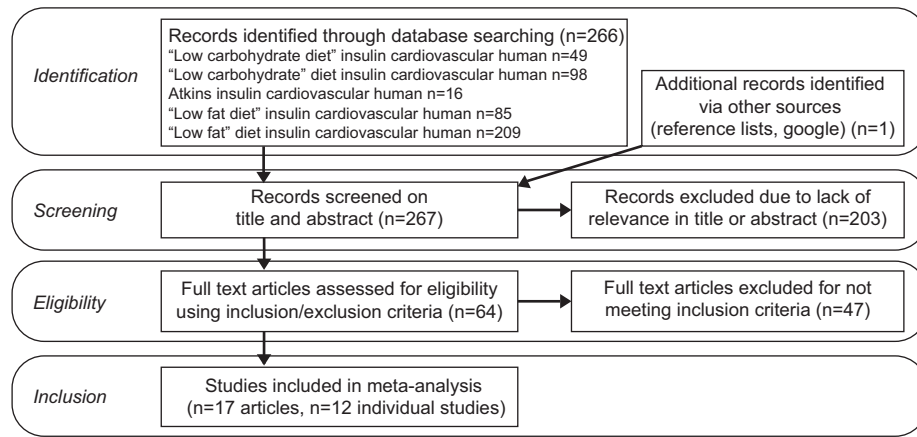 Identification
Records identified through database searching (n=266)
“Low carbohydrate diet” insulin cardiovascular human n=49
“Low carbohydrate” diet insulin cardiovascular human n=98
Atkins insulin cardiovascular human n=16
“Low fat diet” insulin cardiovascular human n=85
“Low fat” diet insulin cardiovascular human n=209
Additional records identified
via other sources
(reference lists, google) (n=1)
Screening
Records screened on
title and abstract (n=267)
Records excluded due to lack of
relevance in title or abstract (n=203)
Eligibility
Full text articles assessed for eligibility
using inclusion/exclusion criteria (n=64)
Full text articles excluded for not
meeting inclusion criteria (n=47)
Inclusion
Studies included in meta-analysis
(n=17 articles, n=12 individual studies)